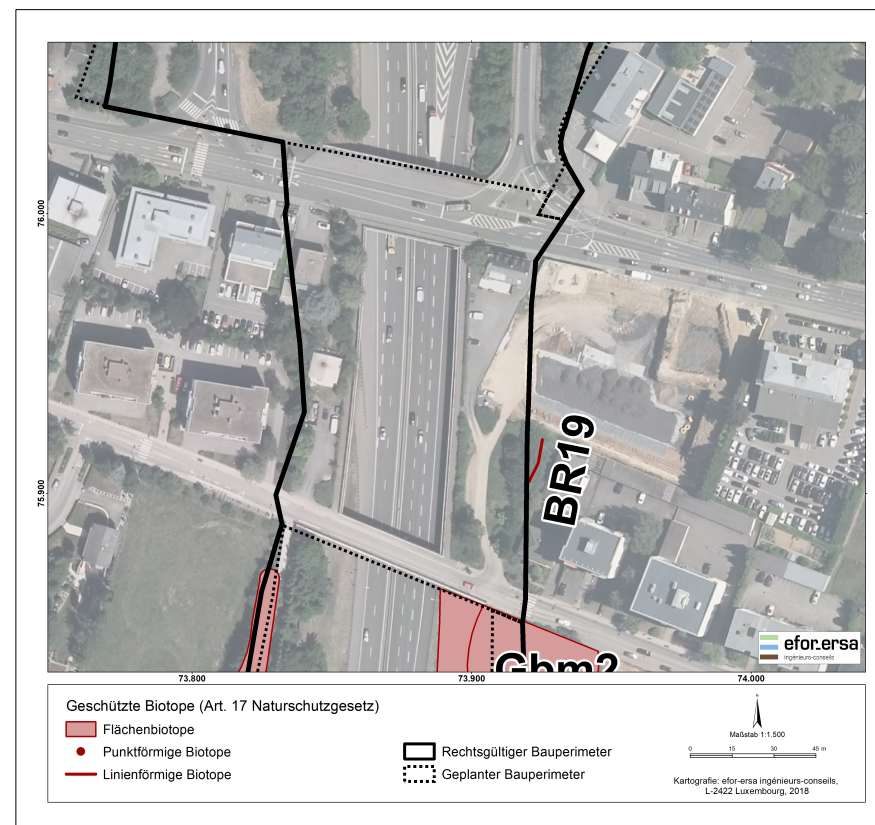 76.000
BR19
75.900
Gbm2
efor.ersa
ingénieurs-conseils
73.800
73.900
74.000
Geschützte Biotope (Art. 17 Naturschutzgesetz)
Flächenbiotope
Punktförmige Biotope
Linienförmige Biotope
Rechtsgültiger Bauperimeter
Geplanter Bauperimeter
N
Maßstab 1:1.500
0 15 30 45 m
Kartografie: efor-ersa ingénieurs-conseils,
L-2422 Luxembourg, 2018